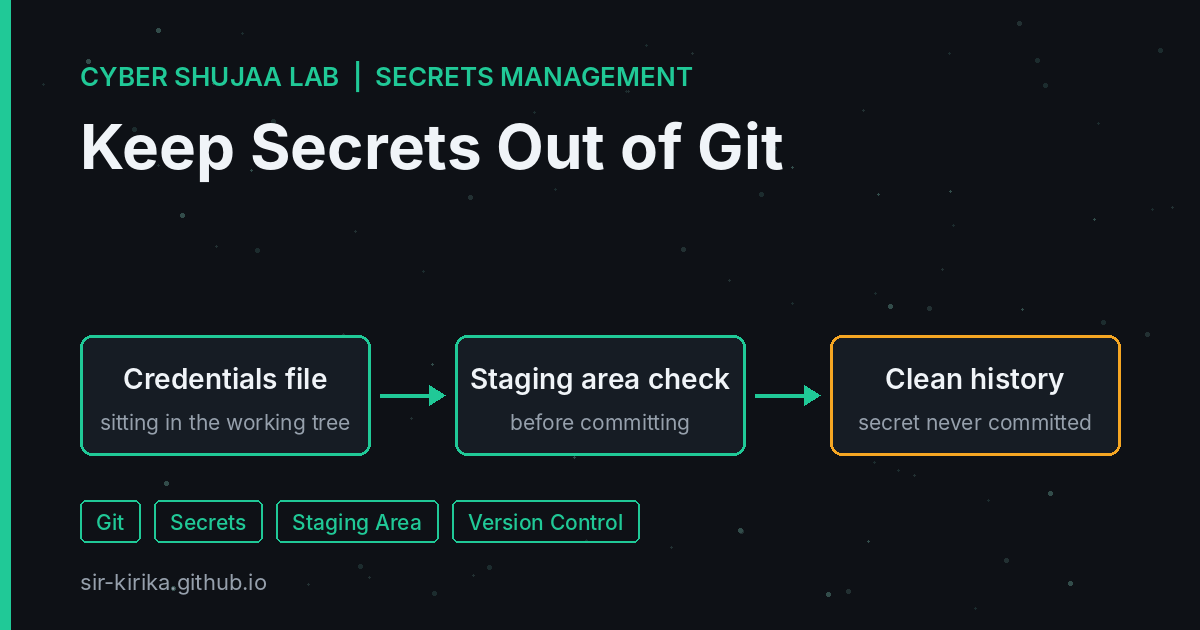 CYBER SHUJAA LAB | SECRETS MANAGEMENT
Keep Secrets Out of Git
Credentials file
sitting in the working tree
Staging area check
before committing
Clean history
secret never committed
Git
Secrets
Staging Area
Version Control
sir-kirika.github.io